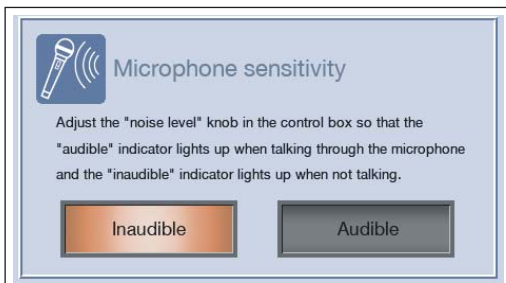 Microphone sensitivity
Adjust the "noise level" knob in the control box so that the
"audible" indicator lights up when talking through the microphone
and the "inaudible" indicator lights up when not talking.
Inaudible Audible